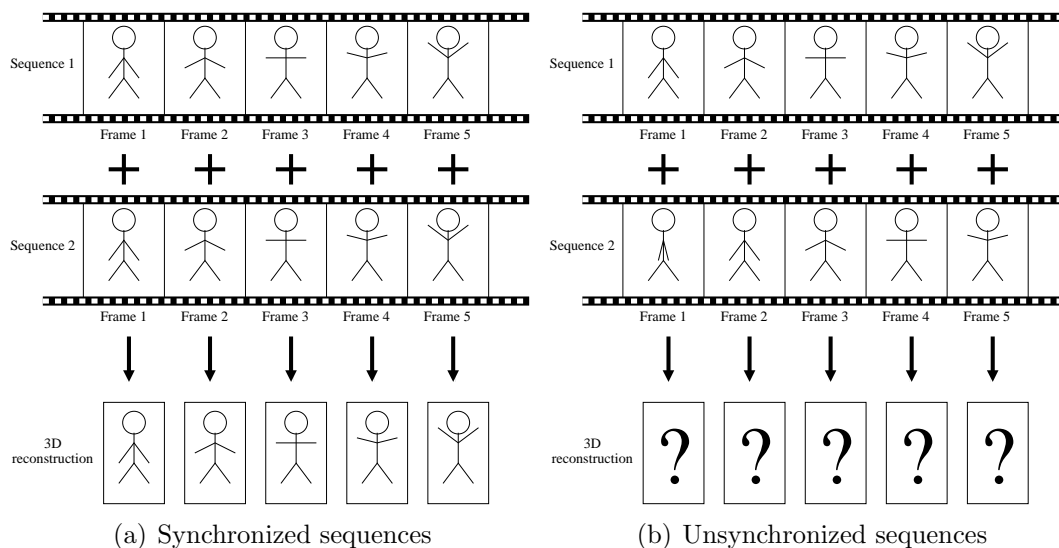 Sequence 1
Frame 1 Frame 2 Frame 3 Frame 4 Frame 5
+ + + + +
Sequence 2
Frame 1 Frame 2 Frame 3 Frame 4 Frame 5
3D
reconstruction
(a) Synchronized sequences
Sequence 1
Frame 1 Frame 2 Frame 3 Frame 4 Frame 5
+ + + + +
Sequence 2
Frame 1 Frame 2 Frame 3 Frame 4 Frame 5
3D
reconstruction
? ? ? ? ?
(b) Unsynchronized sequences